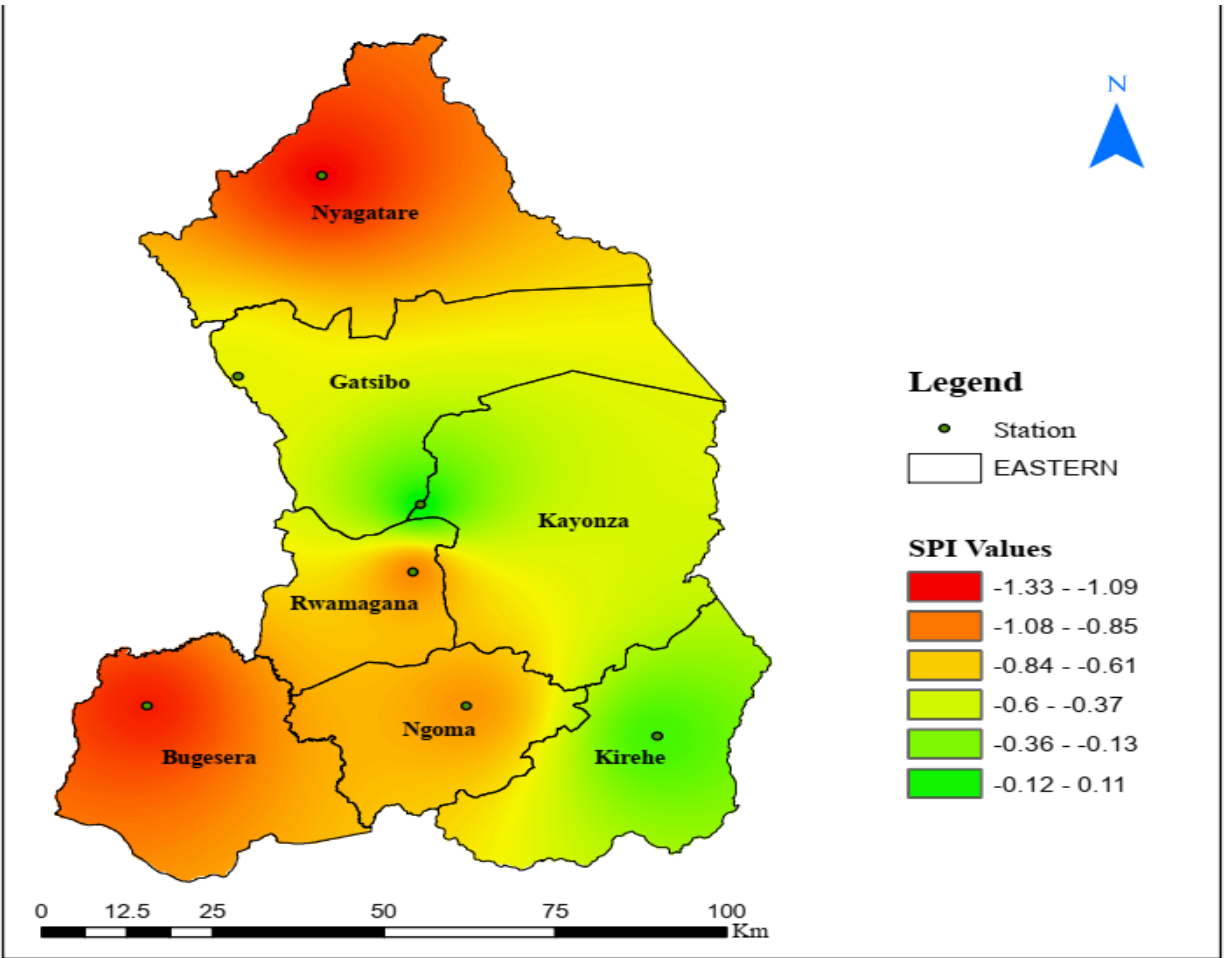 N
Nyagatare
Gatsibo
Kayonza
Rwamagana
Ngoma
Bugesera
Kirehe
Legend
Station
EASTERN
SPI Values
-1.33 - -1.09
-1.08 - -0.85
-0.84 - -0.61
-0.6 - -0.37
-0.36 - -0.13
-0.12 - 0.11
0 12.5 25 50 75 100
Km